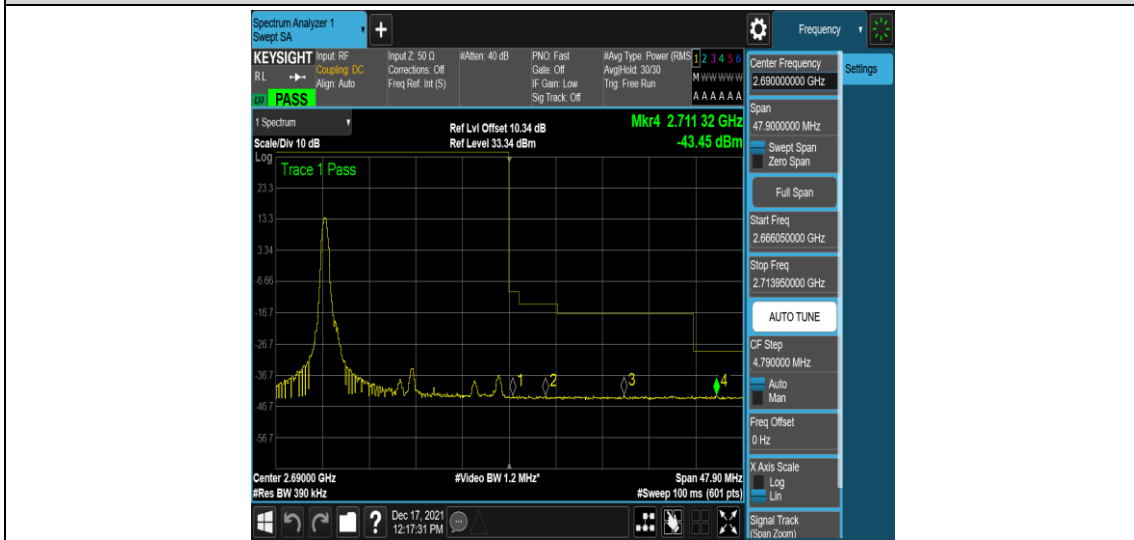 Spectrum Analyzer 1
Swept SA
Frequency
KEYSIGHT
RL
LXI
PASS
Input: RF
Coupling: DC
Align: Auto
Input Z: 50 Ω
Corrections: Off
Freq Ref: Int (S)
#Atten: 40 dB
PNO: Fast
Gate: Off
IF Gain: Low
Sig Track: Off
#Avg Type: Power (RMS
Avg|Hold: 30/30
Trig: Free Run
1 2 3 4 5 6
M W W W W W
A A A A A A
1 Spectrum
Scale/Div 10 dB
Ref Lvl Offset 10.34 dB
Ref Level 33.34 dBm
Mkr4 2.711 32 GHz
-43.45 dBm
Log
Trace 1 Pass
23.3
13.3
3.34
-6.66
-16.7
-26.7
-36.7
-46.7
-56.7
1
2
3
4
Center 2.69000 GHz
#Res BW 390 kHz
#Video BW 1.2 MHz*
Span 47.90 MHz
#Sweep 100 ms (601 pts)
Center Frequency
2.690000000 GHz
Settings
Span
47.9000000 MHz
Swept Span
Zero Span
Full Span
Start Freq
2.666050000 GHz
Stop Freq
2.713950000 GHz
AUTO TUNE
CF Step
4.790000 MHz
Auto
Man
Freq Offset
0 Hz
X Axis Scale
Log
Lin
Signal Track
(Span Zoom)
Dec 17, 2021
12:17:31 PM